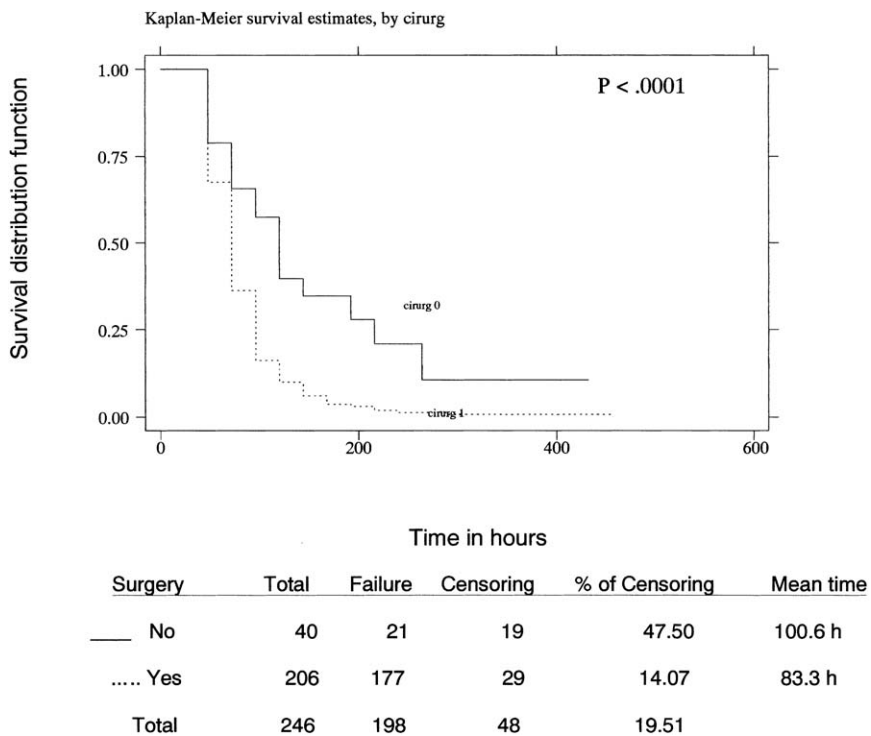 Kaplan-Meier survival estimates, by cirurg
P < .0001
Survival distribution function
1.00
0.75
0.50
0.25
0.00
cirurg 0
cirurg 1
0 200 400 600
Time in hours
Surgery Total Failure Censoring % of Censoring Mean time
___ No 40 21 19 47.50 100.6 h
..... Yes 206 177 29 14.07 83.3 h
Total 246 198 48 19.51